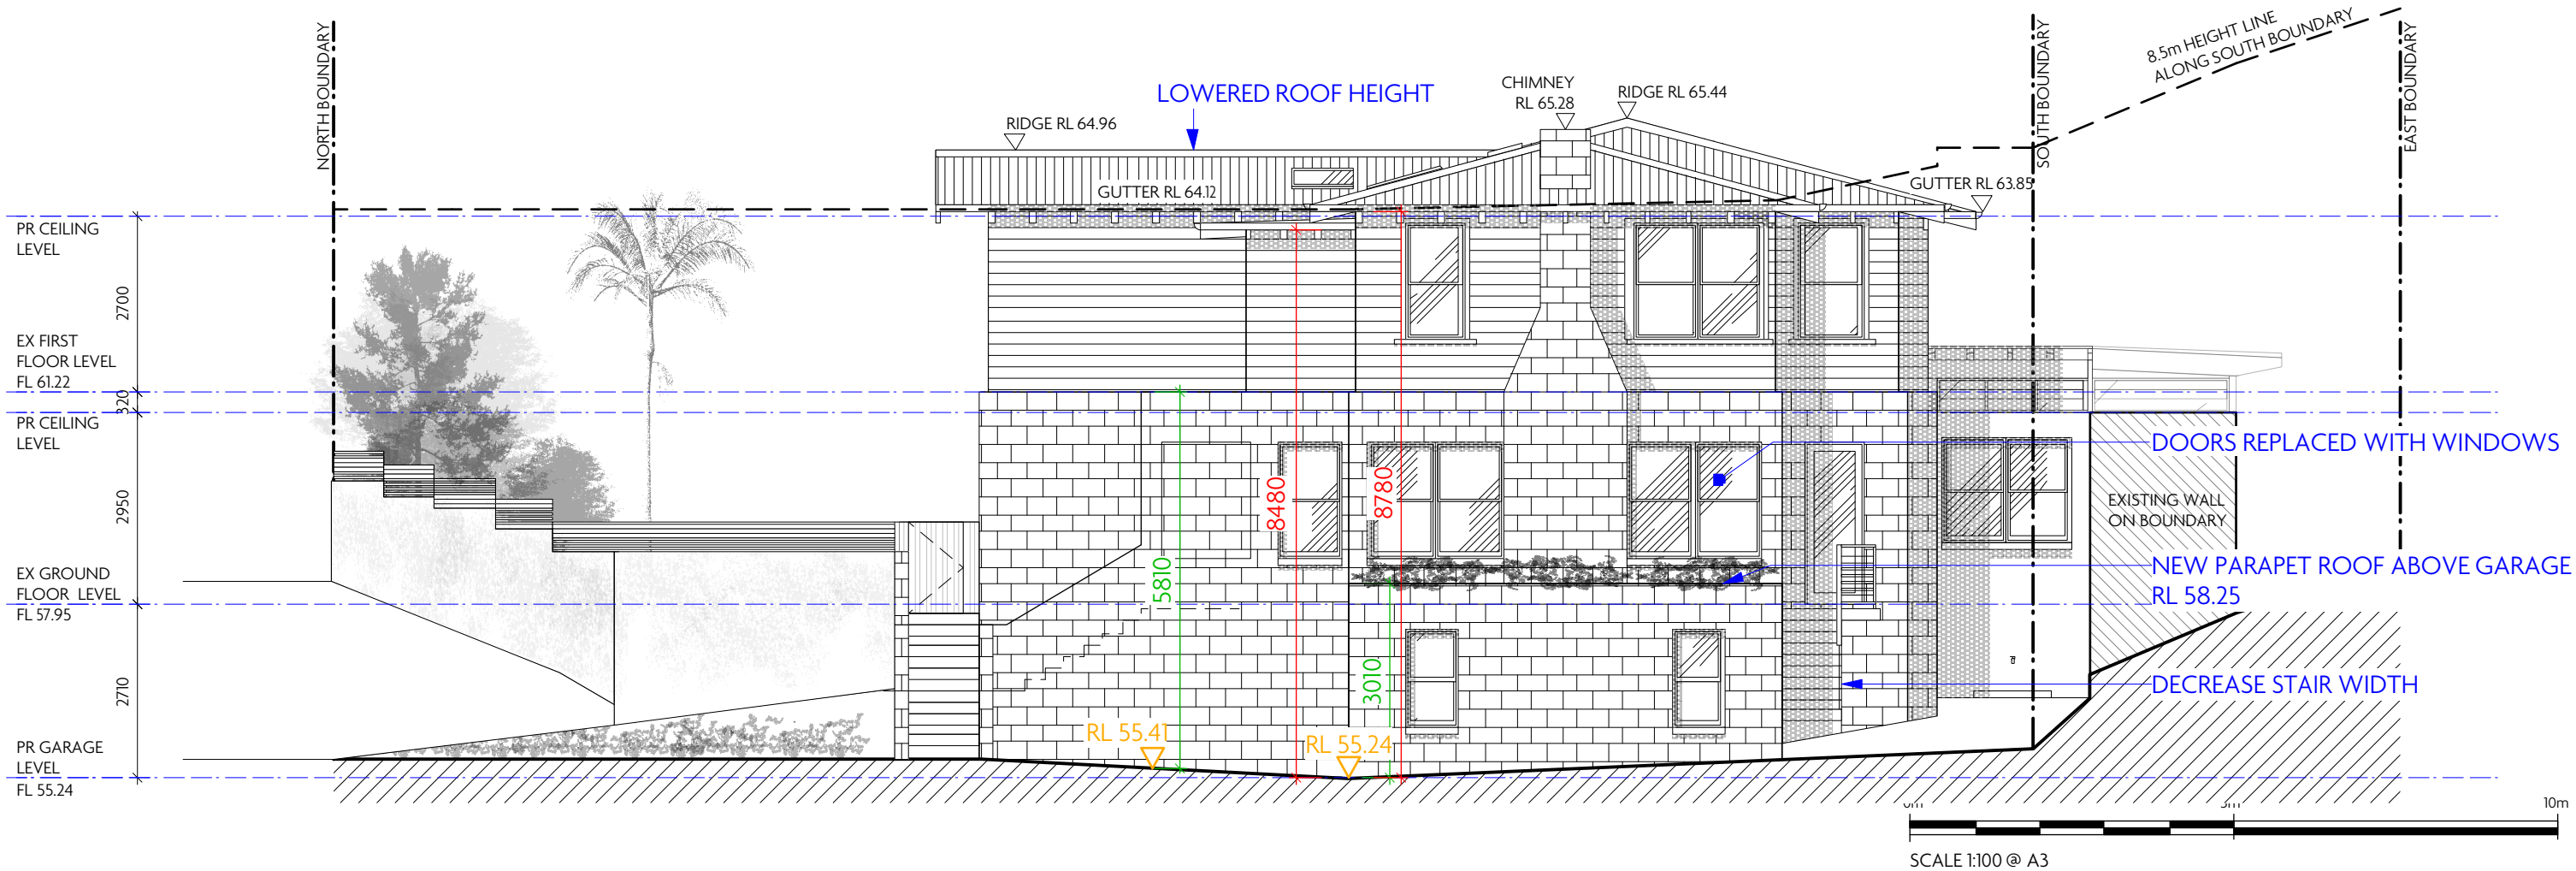 NORTH BOUNDARY
LOWERED ROOF HEIGHT
RIDGE RL 64.96
CHIMNEY
RL 65.28
RIDGE RL 65.44
SOUTH BOUNDARY
8.5m HEIGHT LINE
ALONG SOUTH BOUNDARY
EAST BOUNDARY
GUTTER RL 64.12
GUTTER RL 63.85
PR CEILING
LEVEL
2700
EX FIRST
FLOOR LEVEL
FL 61.22
320
PR CEILING
LEVEL
2950
EX GROUND
FLOOR LEVEL
FL 57.95
2710
PR GARAGE
LEVEL
FL 55.24
5810
8480
8780
3010
RL 55.41
RL 55.24
DOORS REPLACED WITH WINDOWS
EXISTING WALL
ON BOUNDARY
NEW PARAPET ROOF ABOVE GARAGE
RL 58.25
DECREASE STAIR WIDTH
10m
SCALE 1:100 @ A3